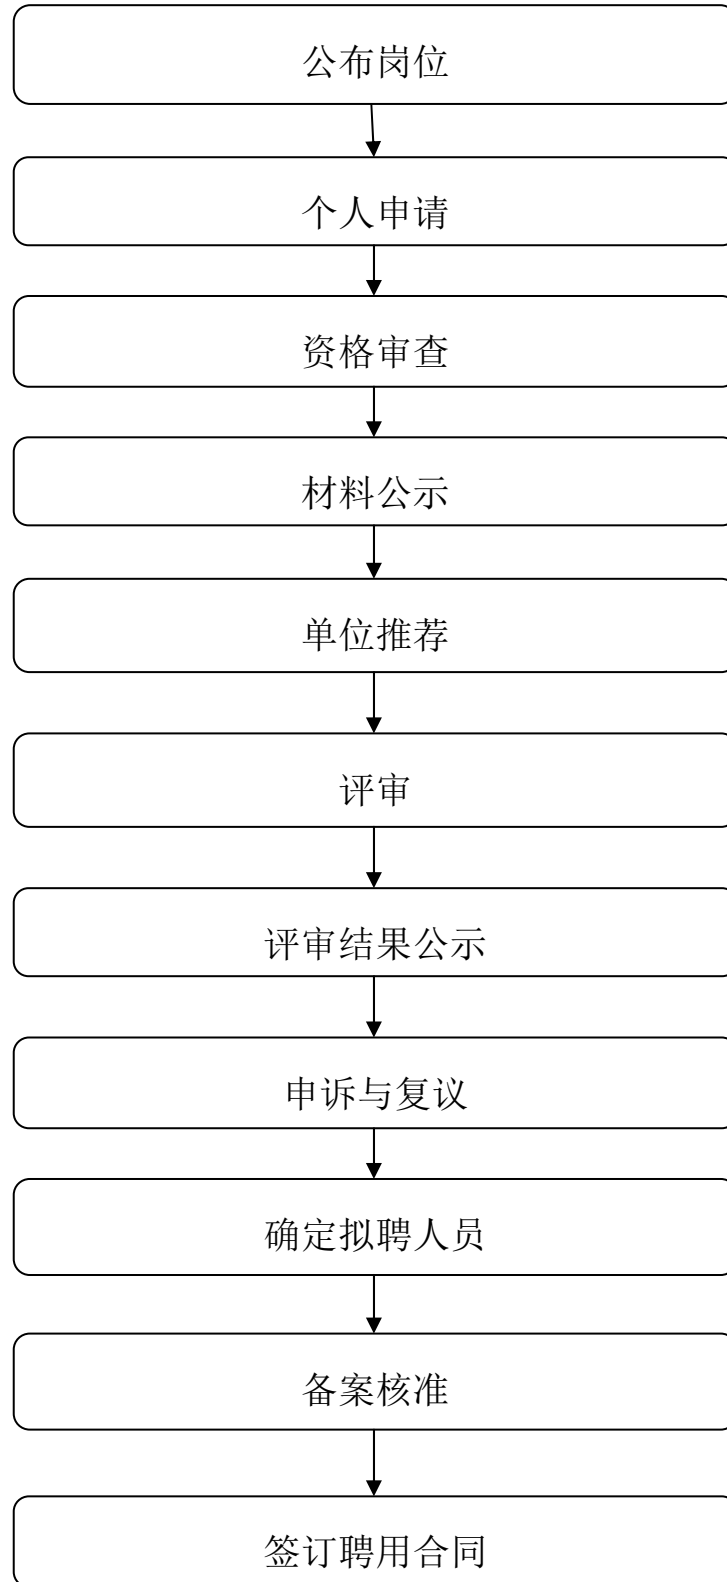 公布岗位
个人申请
资格审查
材料公示
单位推荐
评审
评审结果公示
申诉与复议
确定拟聘人员
备案核准
签订聘用合同